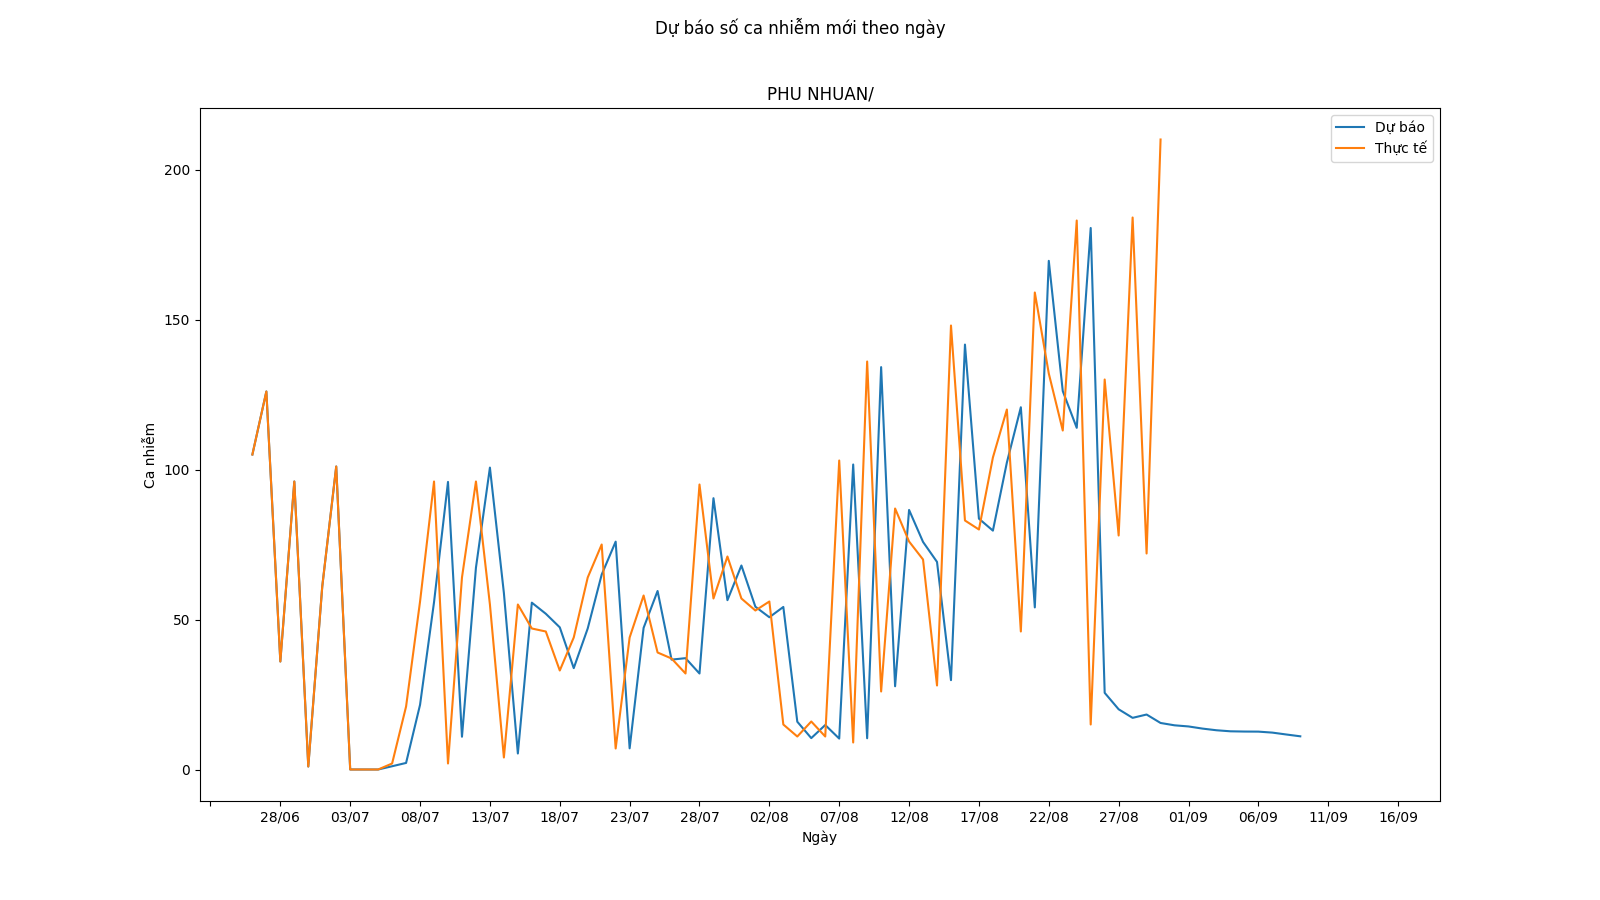 Dự báo số ca nhiễm mới theo ngày
PHU NHUAN/
Dự báo
Thực tế
200
150
100
50
0
Ca nhiễm
28/06 03/07 08/07 13/07 18/07 23/07 28/07 02/08 07/08 12/08 17/08 22/08 27/08 01/09 06/09 11/09 16/09
Ngày